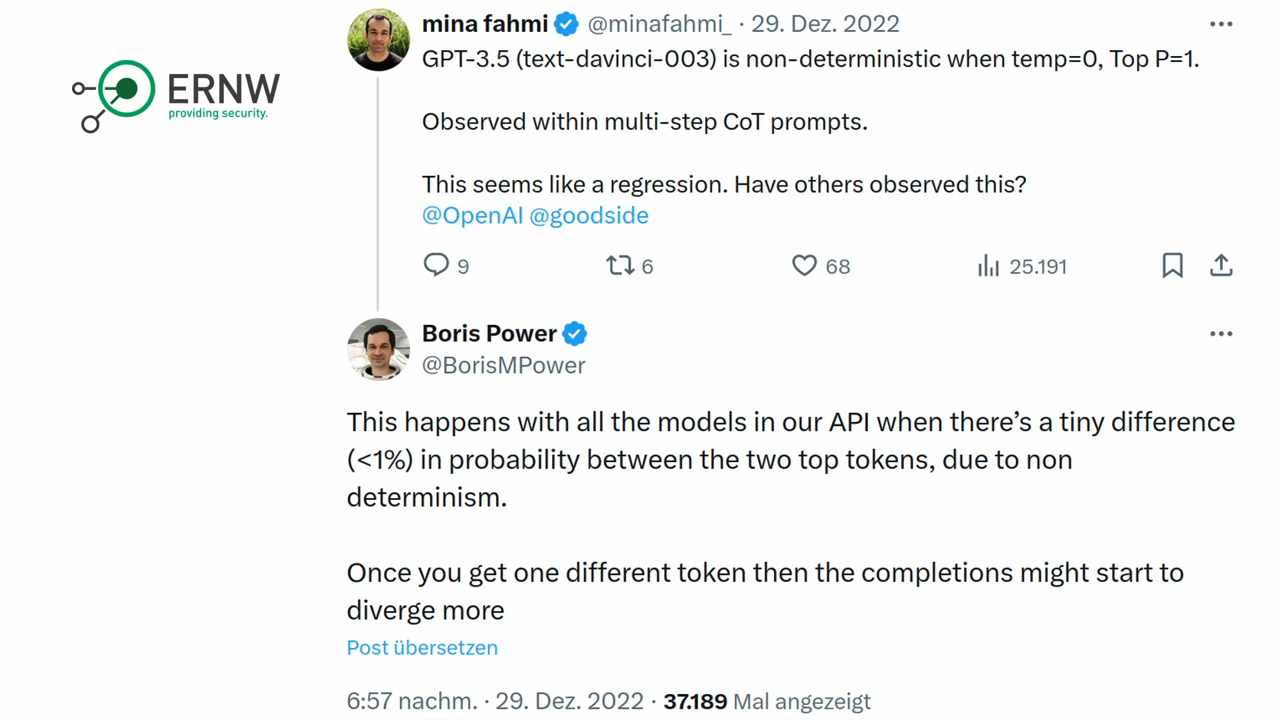 ERNW
providing security.
mina fahmi @minafahmi_ · 29. Dez. 2022
GPT-3.5 (text-davinci-003) is non-deterministic when temp=0, Top P=1.
Observed within multi-step CoT prompts.
This seems like a regression. Have others observed this?
@OpenAI @goodside
9 6 68 25.191
Boris Power
@BorisMPower
This happens with all the models in our API when there’s a tiny difference
(<1%) in probability between the two top tokens, due to non
determinism.
Once you get one different token then the completions might start to
diverge more
Post übersetzen
6:57 nachm. · 29. Dez. 2022 · 37.189 Mal angezeigt